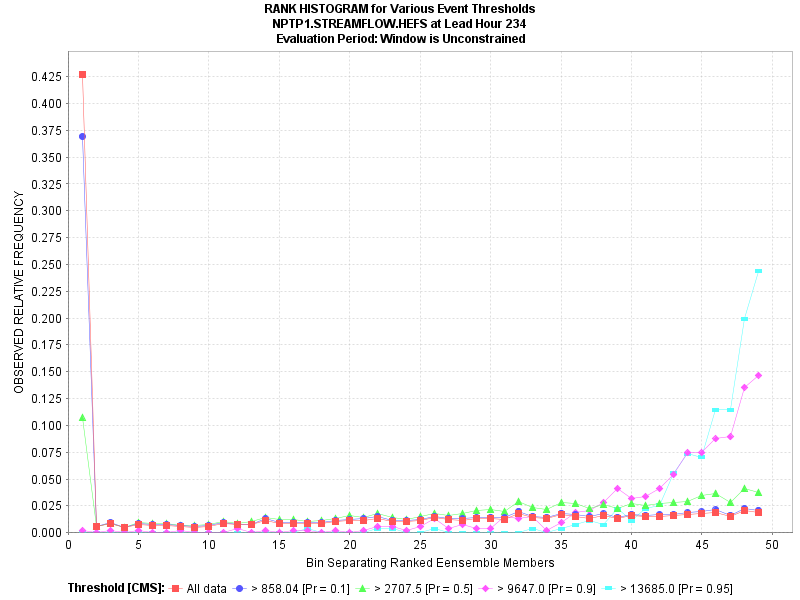 RANK HISTOGRAM for Various Event Thresholds
NPTP1.STREAMFLOW.HEFS at Lead Hour 234
Evaluation Period: Window is Unconstrained
OBSERVED RELATIVE FREQUENCY
0.425
0.400
0.375
0.350
0.325
0.300
0.275
0.250
0.225
0.200
0.175
0.150
0.125
0.100
0.075
0.050
0.025
0.000
0 5 10 15 20 25 30 35 40 45 50
Bin Separating Ranked Eensemble Members
Threshold [CMS]: All data > 858.04 [Pr = 0.1] > 2707.5 [Pr = 0.5] > 9647.0 [Pr = 0.9] > 13685.0 [Pr = 0.95]